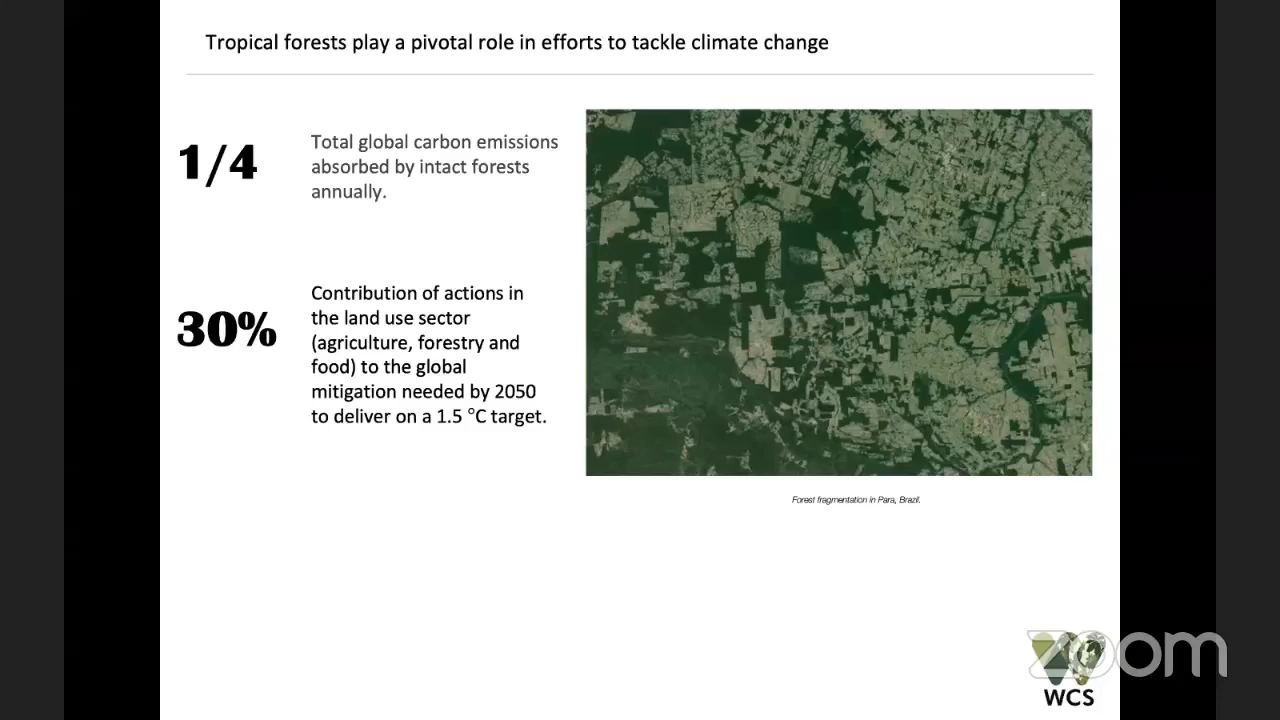 Tropical forests play a pivotal role in efforts to tackle climate change
1/4
Total global carbon emissions
absorbed by intact forests
annually.
30%
Contribution of actions in
the land use sector
(agriculture, forestry and
food) to the global
mitigation needed by 2050
to deliver on a 1.5 °C target.
Forest fragmentation in Para, Brazil.
zoom
WCS